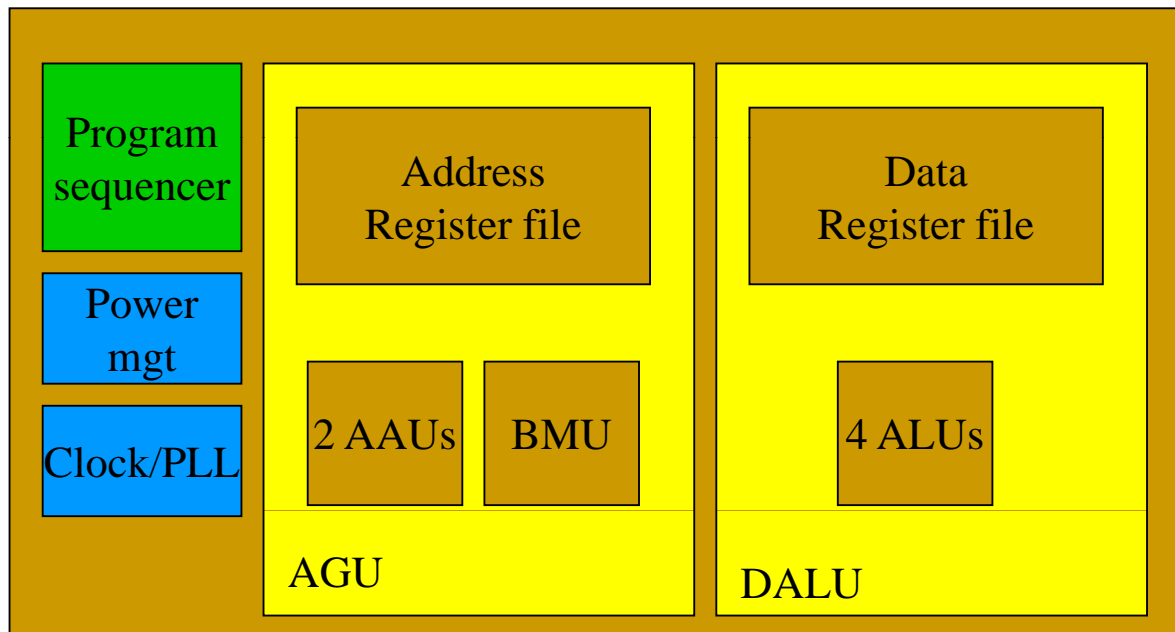 Program
sequencer
Power
mgt
Clock/PLL
Address
Register file
2 AAUs
BMU
AGU
Data
Register file
4 ALUs
DALU